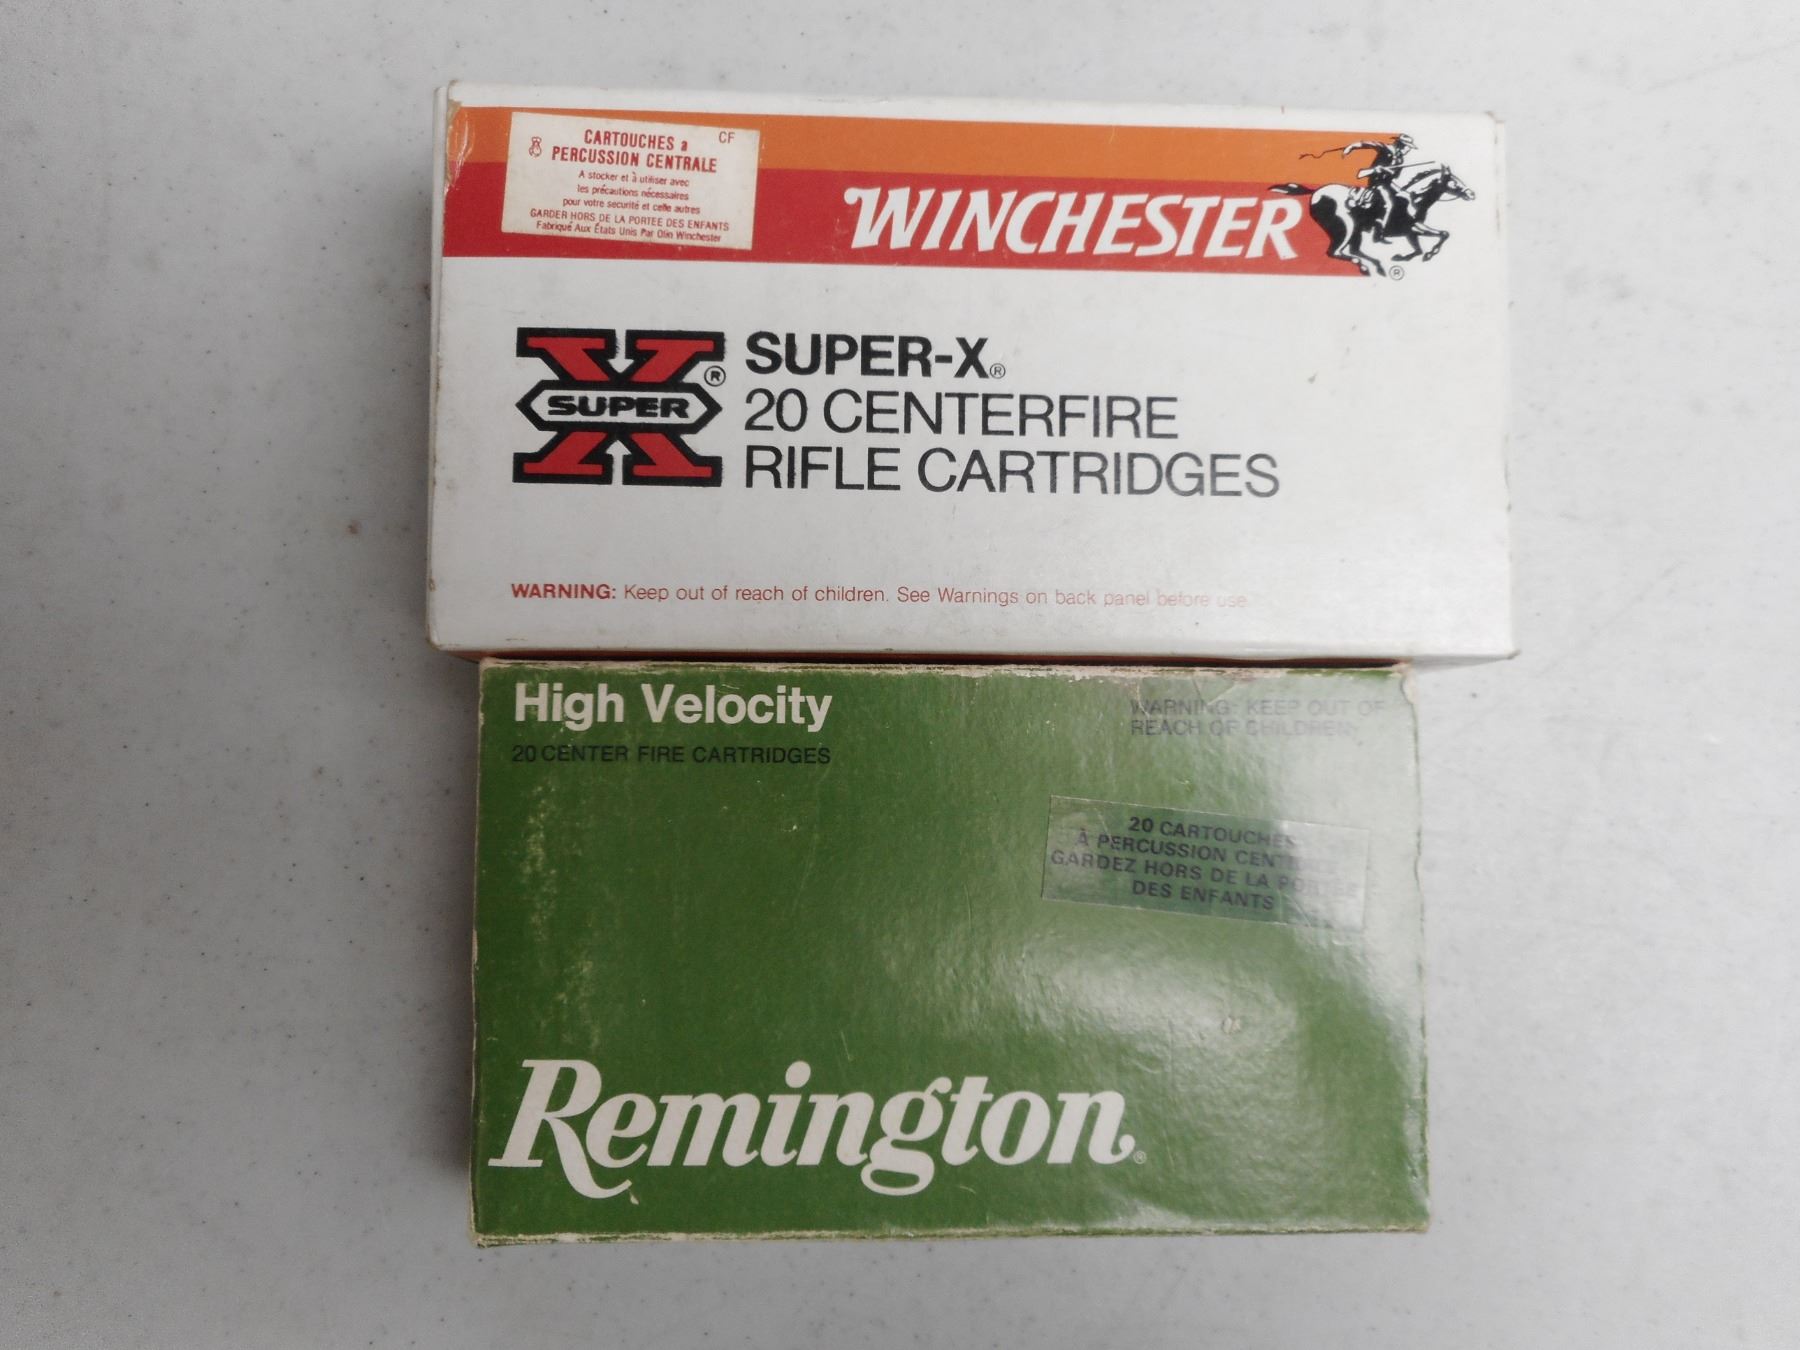 CARTOUCHES a CF
PERCUSSION CENTRALE
A stocker et à utiliser avec
les précautions nécessaires
pour votre securité et celle autres
GARDER HORS DE LA PORTEE DES ENFANTS
Fabriqué Aux États Unis Par Olin Winchester
WINCHESTER
®
X SUPER ®
SUPER-X®
20 CENTERFIRE
RIFLE CARTRIDGES
WARNING: Keep out of reach of children. See Warnings on back panel before use
High Velocity
20 CENTER FIRE CARTRIDGES
WARNING- KEEP OUT OF
REACH OF CHILDREN
20 CARTOUCHES
À PERCUSSION CENTRALE
GARDEZ HORS DE LA PORTÉE
DES ENFANTS
Remington®